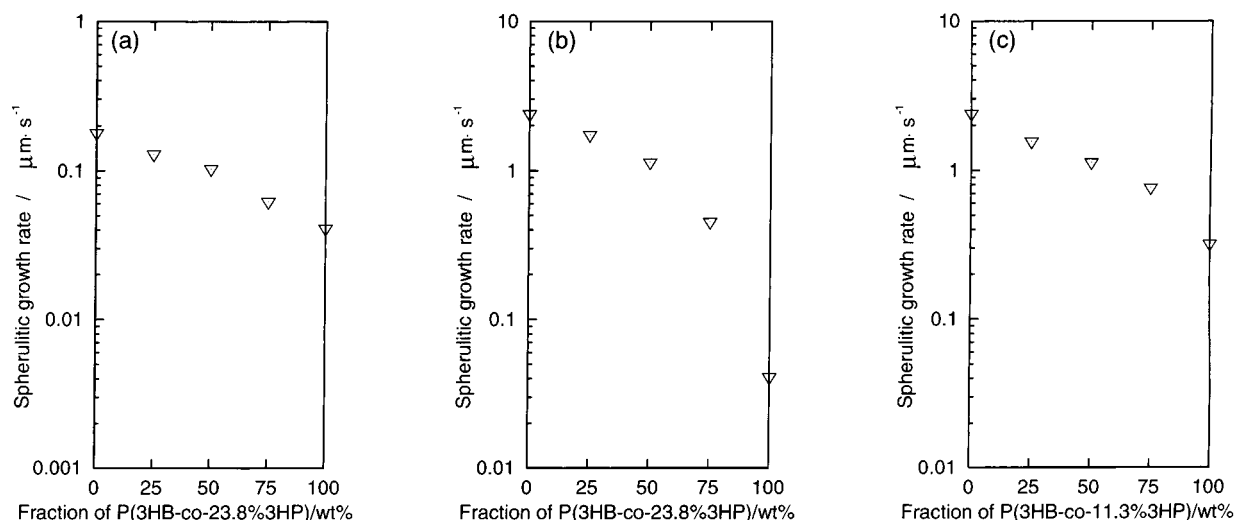 1
(a)
0.1
0.01
0.001
Spherulitic growth rate / μm· s⁻¹
0 25 50 75 100
Fraction of P(3HB-co-23.8%3HP)/wt%
10
(b)
1
0.1
0.01
Spherulitic growth rate / μm· s⁻¹
0 25 50 75 100
Fraction of P(3HB-co-23.8%3HP)/wt%
10
(c)
1
0.1
0.01
Spherulitic growth rate / μm· s⁻¹
0 25 50 75 100
Fraction of P(3HB-co-11.3%3HP)/wt%